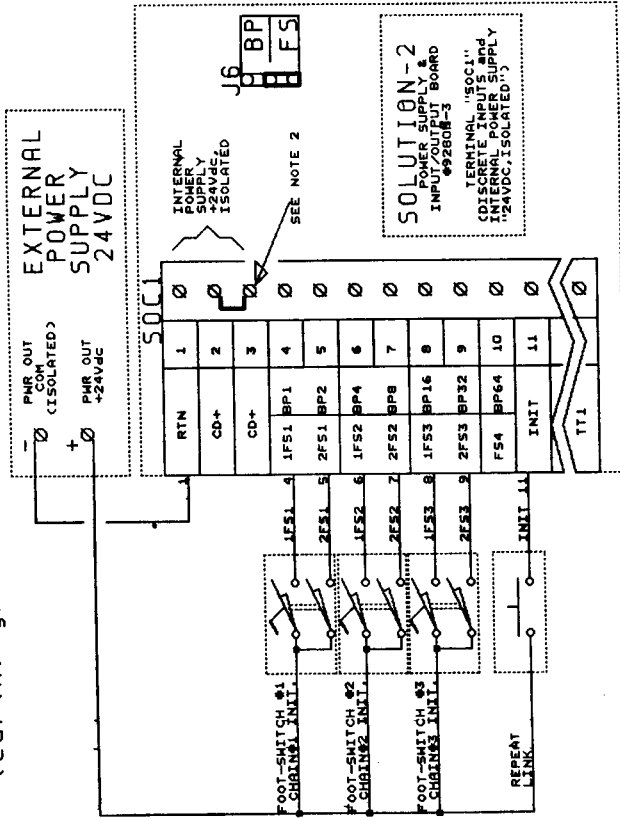 EXTERNAL
POWER
SUPPLY
24VDC
PWR OUT
COM
(ISOLATED)
PWR OUT
+24Vdc
-
+
SOC1
INTERNAL
POWER
SUPPLY
+24Vdc,
ISOLATED
SEE NOTE 2
J6
BP
FS
SOLUTION-2
POWER SUPPLY &
INPUT/OUTPUT BOARD
TERMINAL "SOC1"
(DISCRETE INPUTS and
INTERNAL POWER SUPPLY
"24VDC,ISOLATED")
1
RTN
1
CD+
2
CD+
3
1FS1 4
1FS1
BP1
4
2FS1 5
2FS1
BP2
5
1FS2 6
1FS2
BP4
6
2FS2 7
2FS2
BP8
7
1FS3 8
1FS3
BP16
8
2FS3 9
2FS3
BP32
9
FS4
BP64
10
INIT 11
INIT
11
TT1
FOOT-SWITCH #1
CHAIN#1 INIT.
FOOT-SWITCH #2
CHAIN#2 INIT.
FOOT-SWITCH #3
CHAIN#3 INIT.
REPEAT
LINK